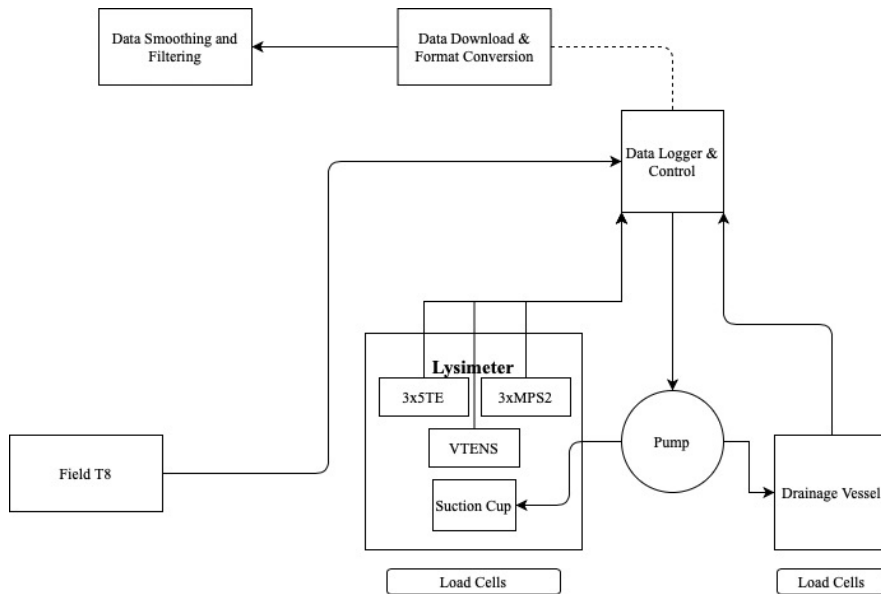 Data Smoothing and
Filtering
Data Download &
Format Conversion
Data Logger &
Control
Lysimeter
3x5TE
3xMPS2
VTENS
Suction Cup
Field T8
Pump
Drainage Vessel
Load Cells
Load Cells